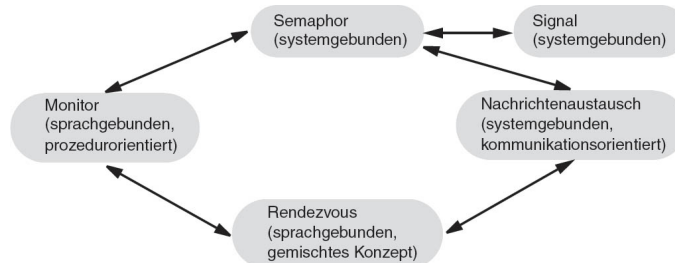 Semaphor
(systemgebunden)
Signal
(systemgebunden)
Monitor
(sprachgebunden,
prozedurorientiert)
Nachrichtenaustausch
(systemgebunden,
kommunikationsorientiert)
Rendezvous
(sprachgebunden,
gemischtes Konzept)